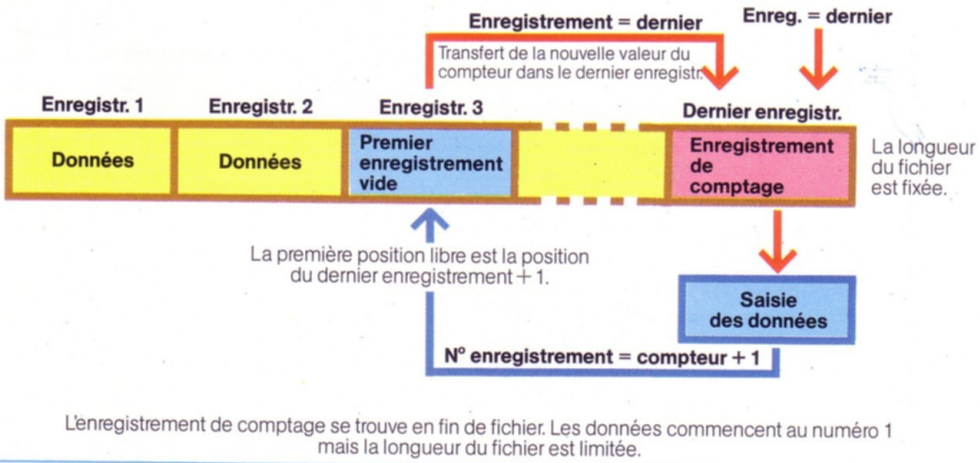 Enregistrement = dernier
Enreg. = dernier
Transfert de la nouvelle valeur du
compteur dans le dernier enregistr.
Enregistr. 1
Enregistr. 2
Enregistr. 3
Dernier enregistr.
Données
Données
Premier
enregistrement
vide
Enregistrement
de
comptage
La longueur
du fichier
est fixée.
La première position libre est la position
du dernier enregistrement + 1.
Saisie
des données
N° enregistrement = compteur + 1
L'enregistrement de comptage se trouve en fin de fichier. Les données commencent au numéro 1
mais la longueur du fichier est limitée.